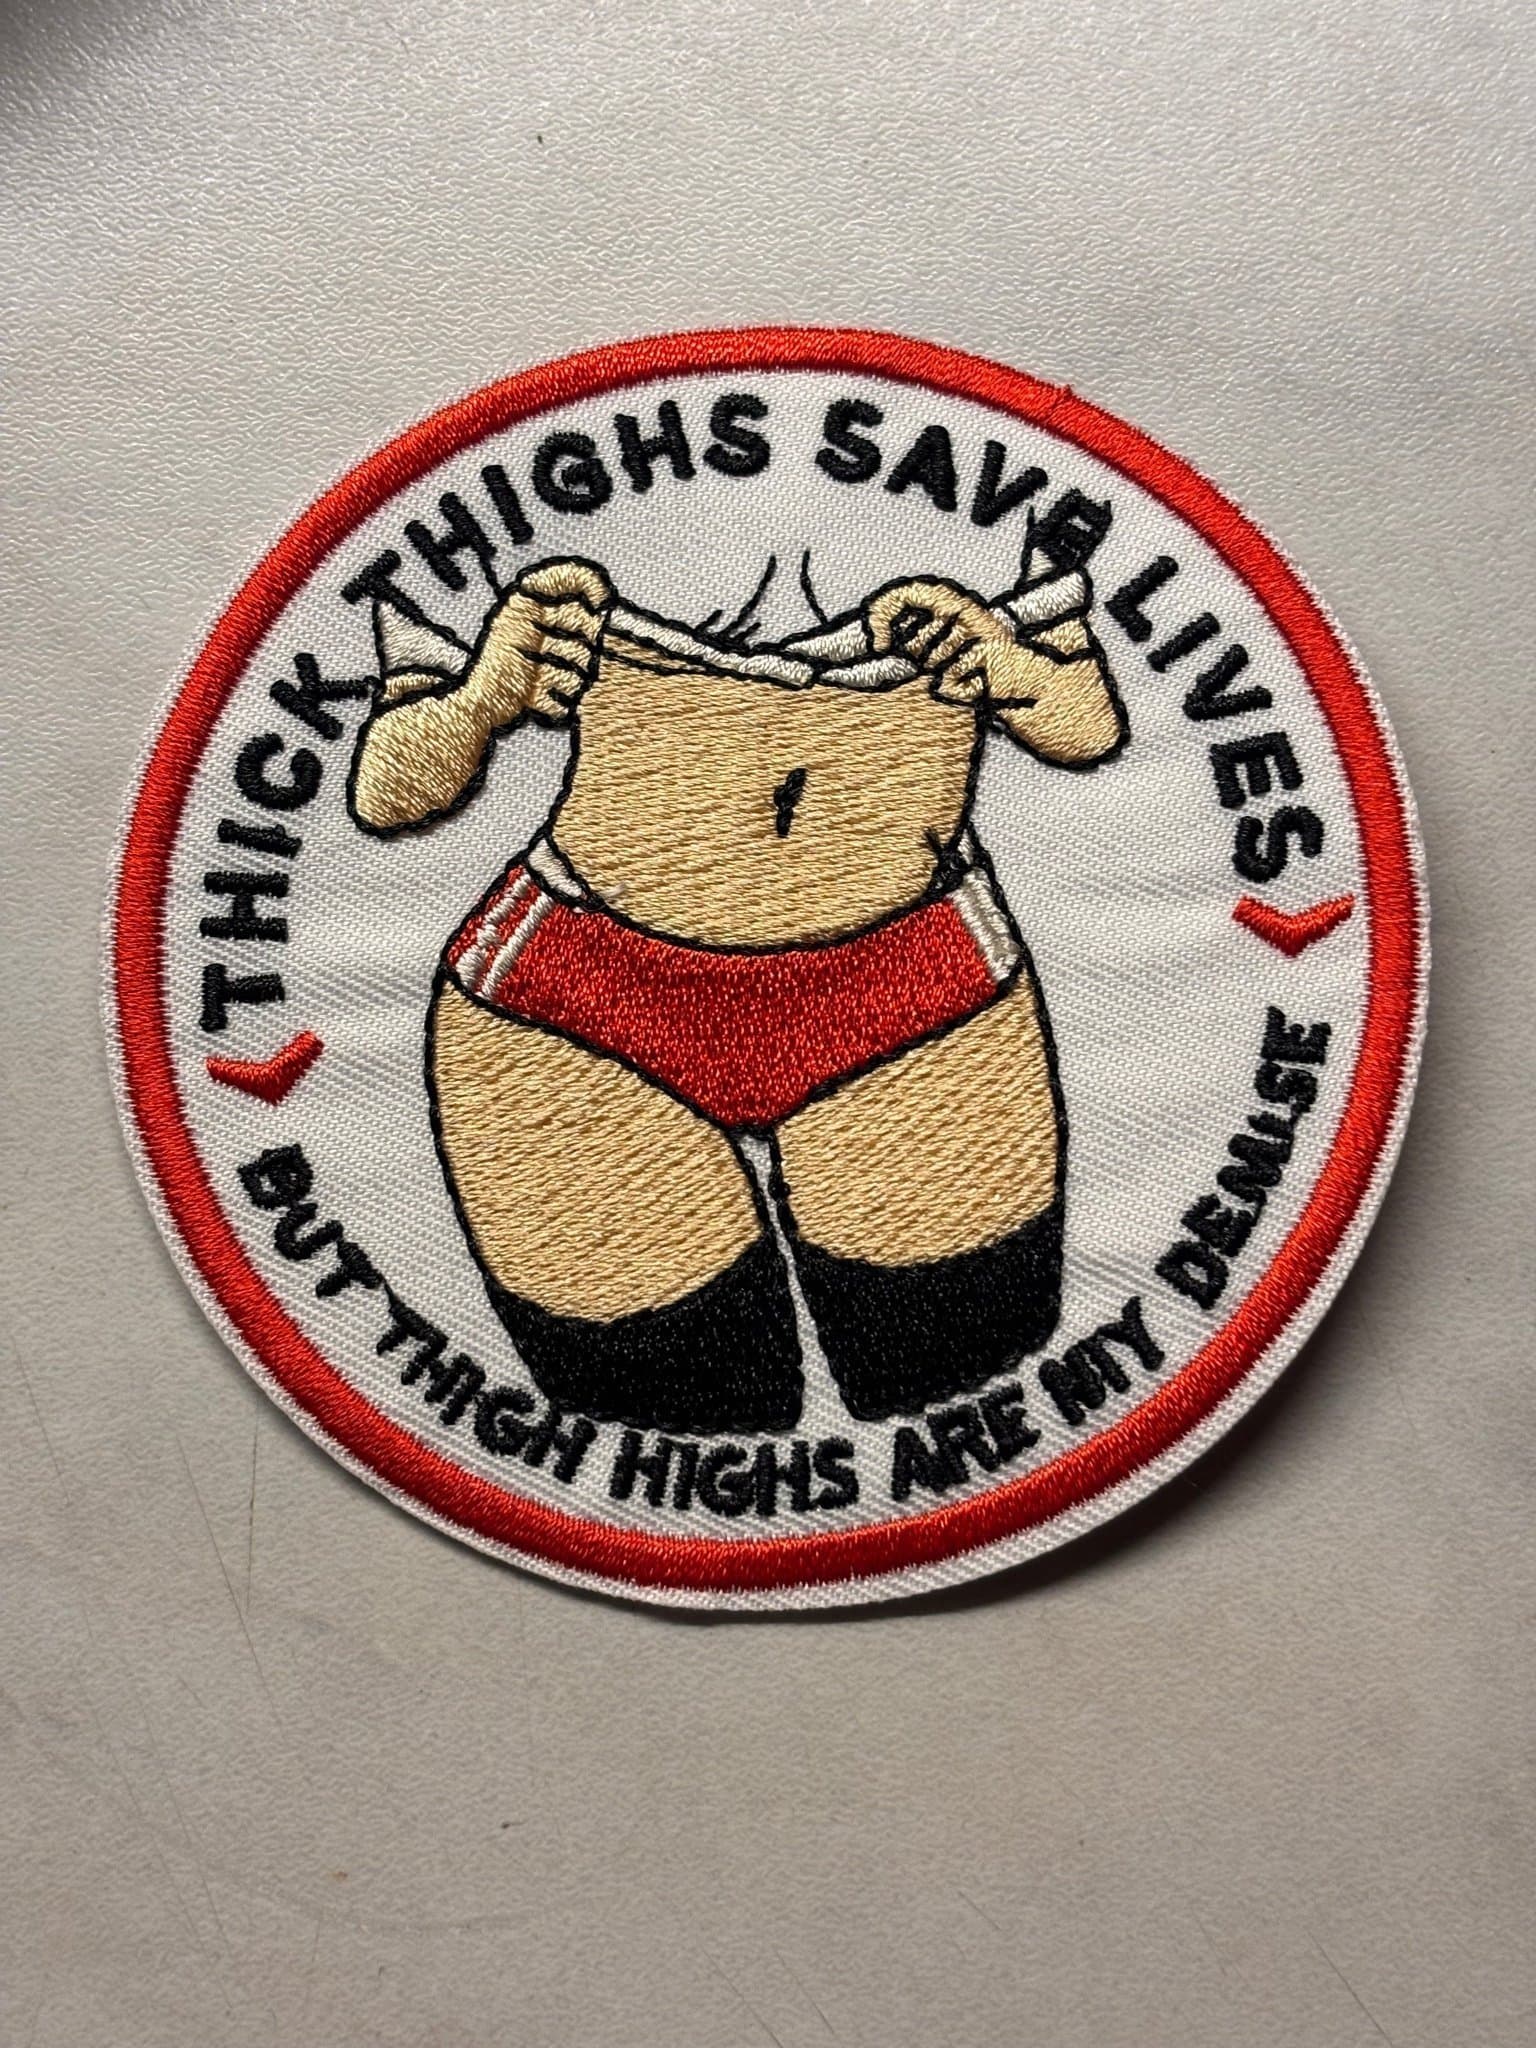 THICK THIGHS SAVE LIVES
BUT THIGH HIGHS ARE MY DEMISE